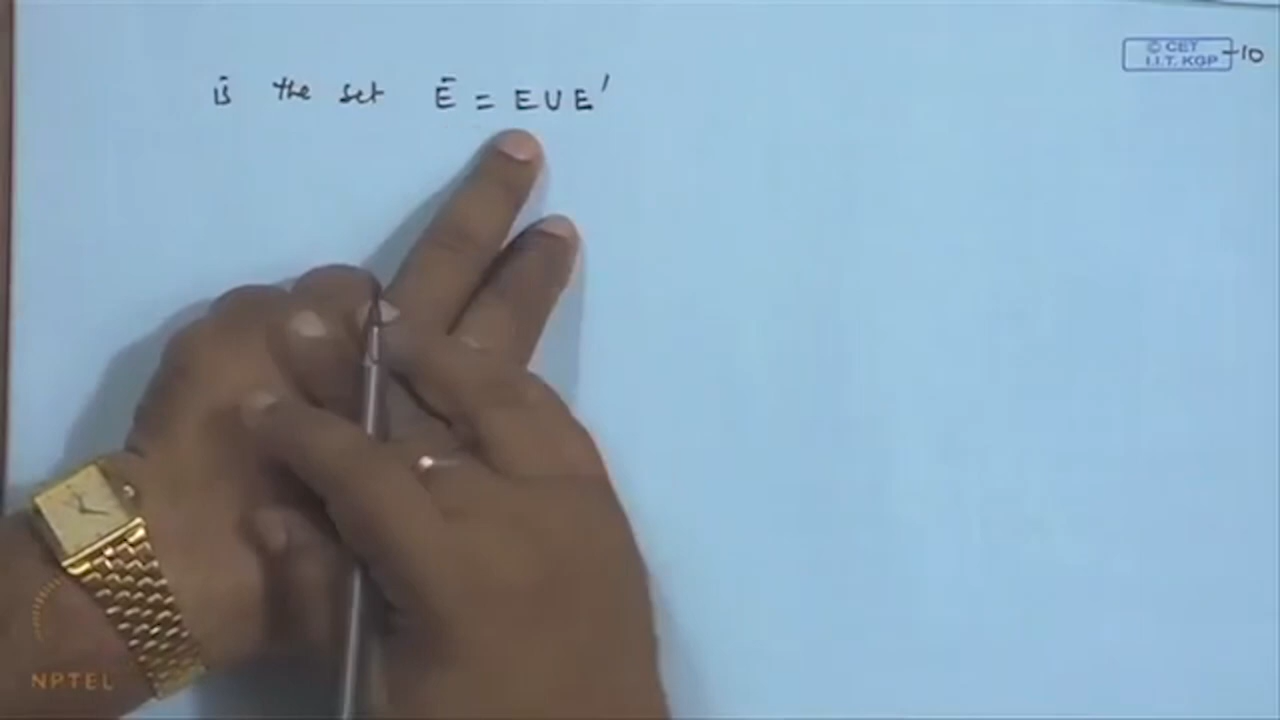 © CET
I.I.T. KGP -10
is the set Ē = E ∪ E'
NPTEL